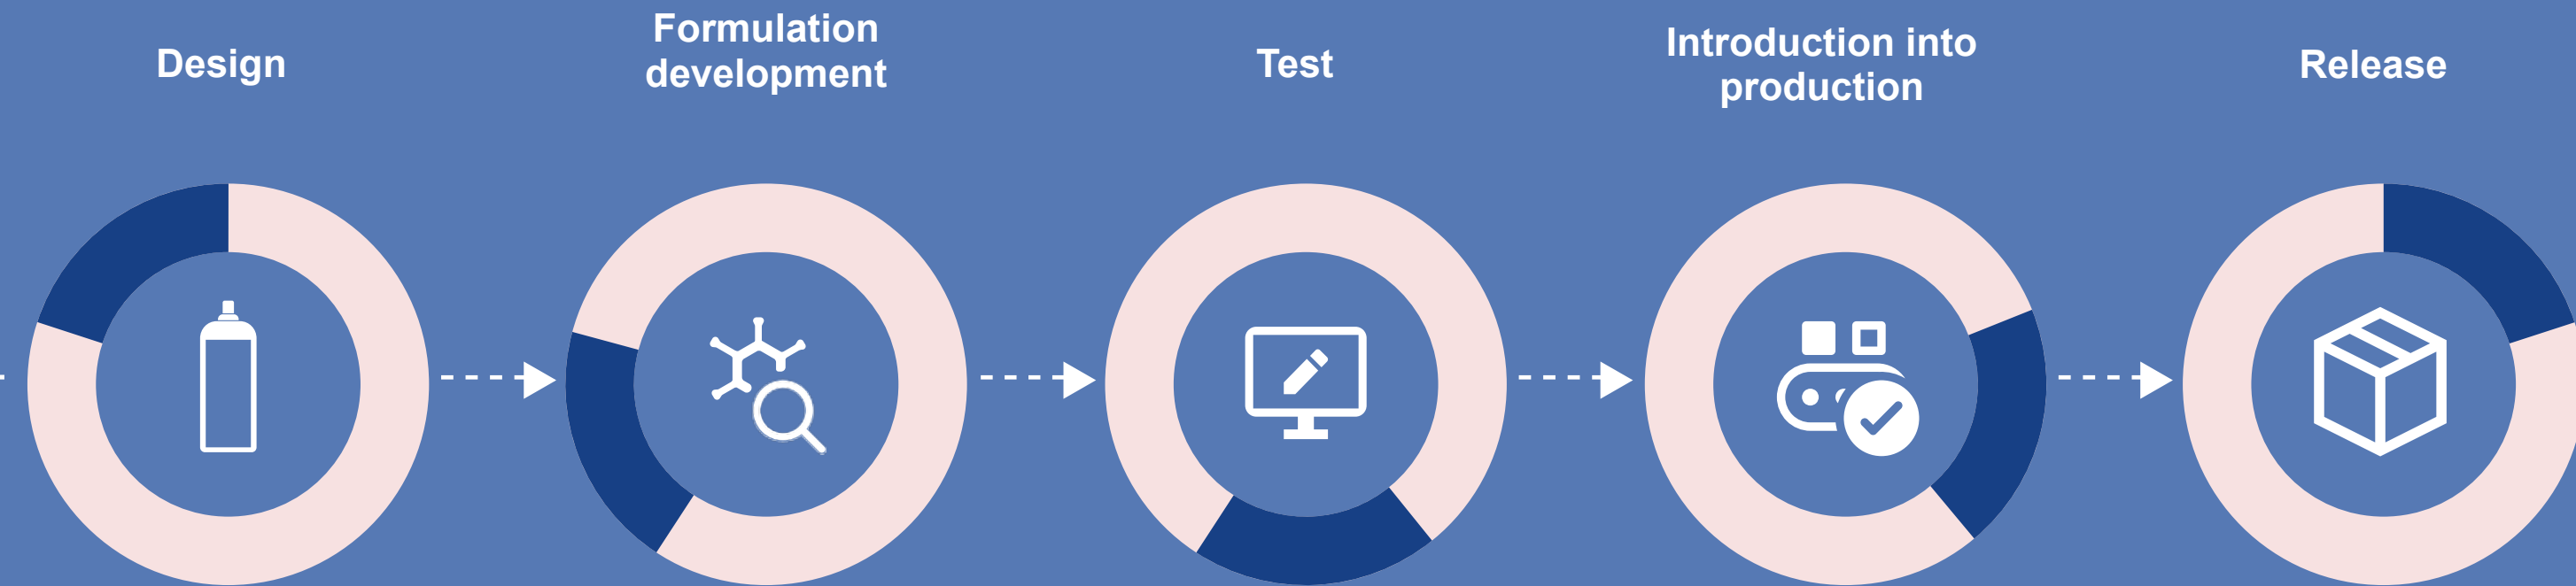 Design
Formulation
development
Test
Introduction into
production
Release